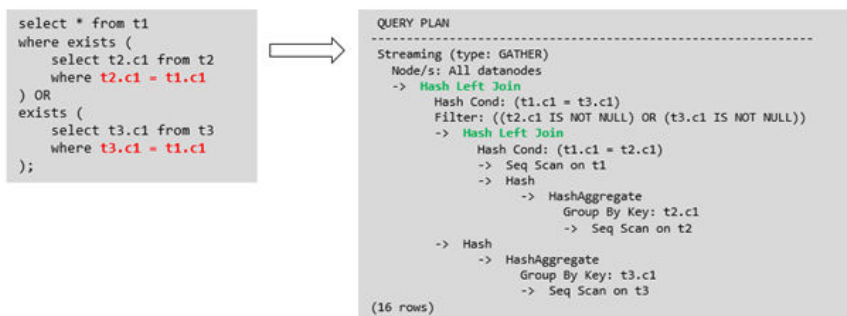 select * from t1
where exists (
    select t2.c1 from t2
    where t2.c1 = t1.c1
) OR
exists (
    select t3.c1 from t3
    where t3.c1 = t1.c1
);
QUERY PLAN
--------------------------------------------------------------------------------
Streaming (type: GATHER)
  Node/s: All datanodes
  -> Hash Left Join
        Hash Cond: (t1.c1 = t3.c1)
        Filter: ((t2.c1 IS NOT NULL) OR (t3.c1 IS NOT NULL))
        -> Hash Left Join
              Hash Cond: (t1.c1 = t2.c1)
              -> Seq Scan on t1
              -> Hash
                    -> HashAggregate
                          Group By Key: t2.c1
                          -> Seq Scan on t2
        -> Hash
              -> HashAggregate
                    Group By Key: t3.c1
                    -> Seq Scan on t3
(16 rows)